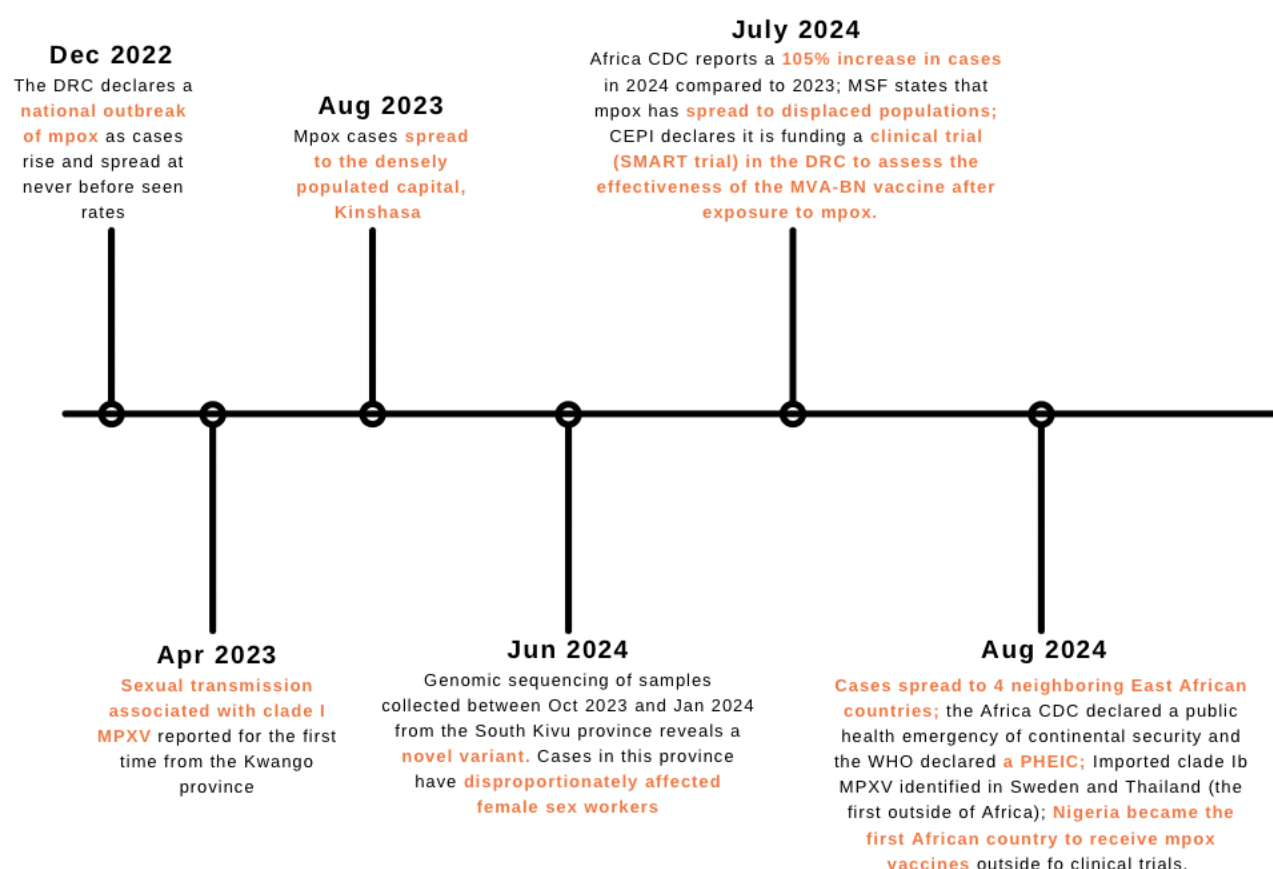 Dec 2022
The DRC declares a
national outbreak
of mpox as cases
rise and spread at
never before seen
rates
Apr 2023
Sexual transmission
associated with clade I
MPXV reported for the first
time from the Kwango
province
Aug 2023
Mpox cases spread
to the densely
populated capital,
Kinshasa
Jun 2024
Genomic sequencing of samples
collected between Oct 2023 and Jan 2024
from the South Kivu province reveals a
novel variant. Cases in this province
have disproportionately affected
female sex workers
July 2024
Africa CDC reports a 105% increase in cases
in 2024 compared to 2023; MSF states that
mpox has spread to displaced populations;
CEPI declares it is funding a clinical trial
(SMART trial) in the DRC to assess the
effectiveness of the MVA-BN vaccine after
exposure to mpox.
Aug 2024
Cases spread to 4 neighboring East African
countries; the Africa CDC declared a public
health emergency of continental security and
the WHO declared a PHEIC; Imported clade Ib
MPXV identified in Sweden and Thailand (the
first outside of Africa); Nigeria became the
first African country to receive mpox
vaccines outside fo clinical trials.